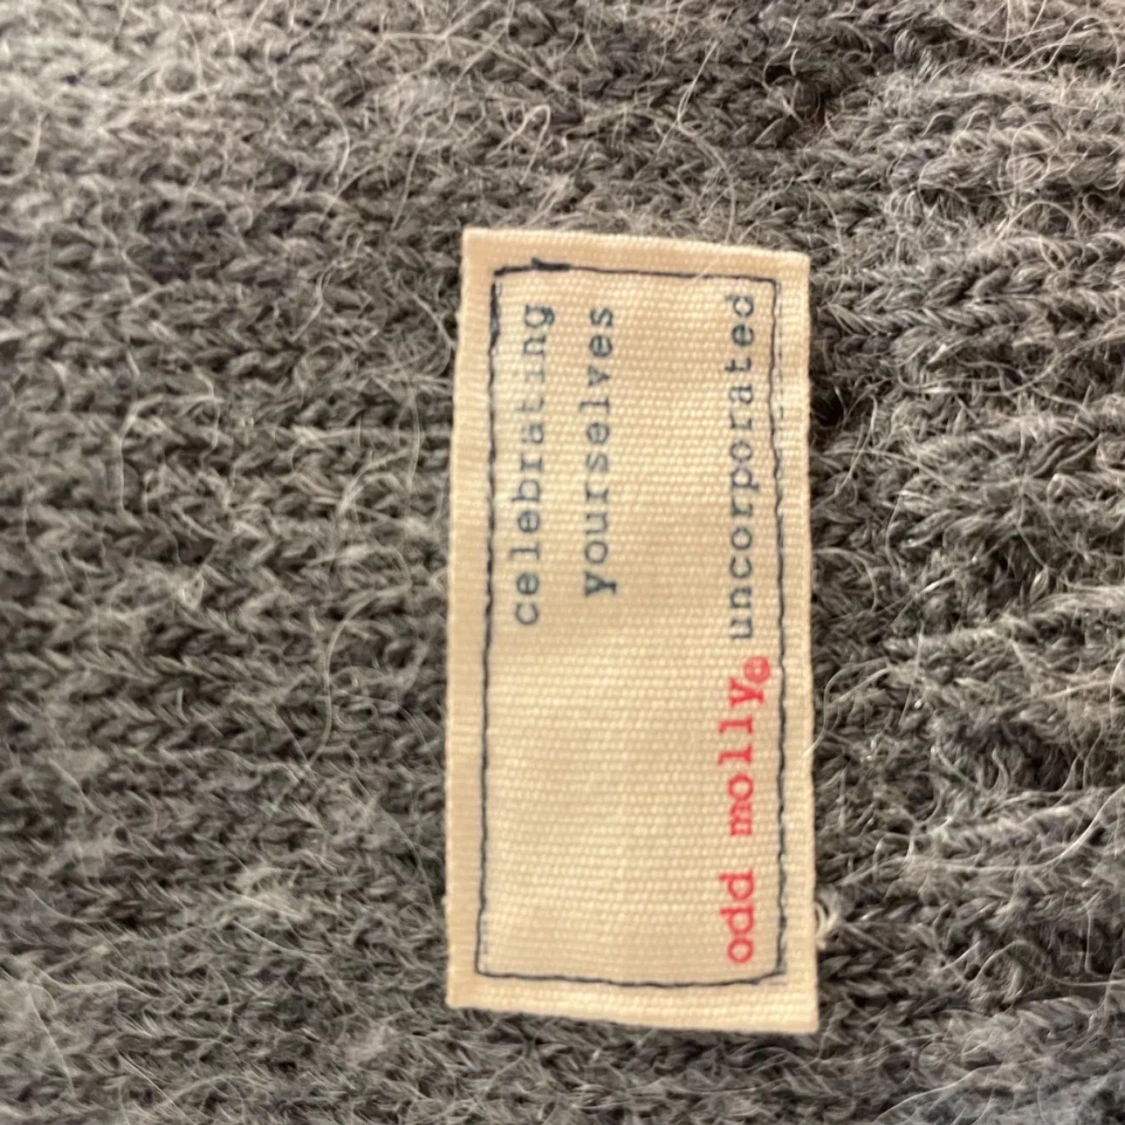 celebrating
yourselves
odd molly® uncorporated